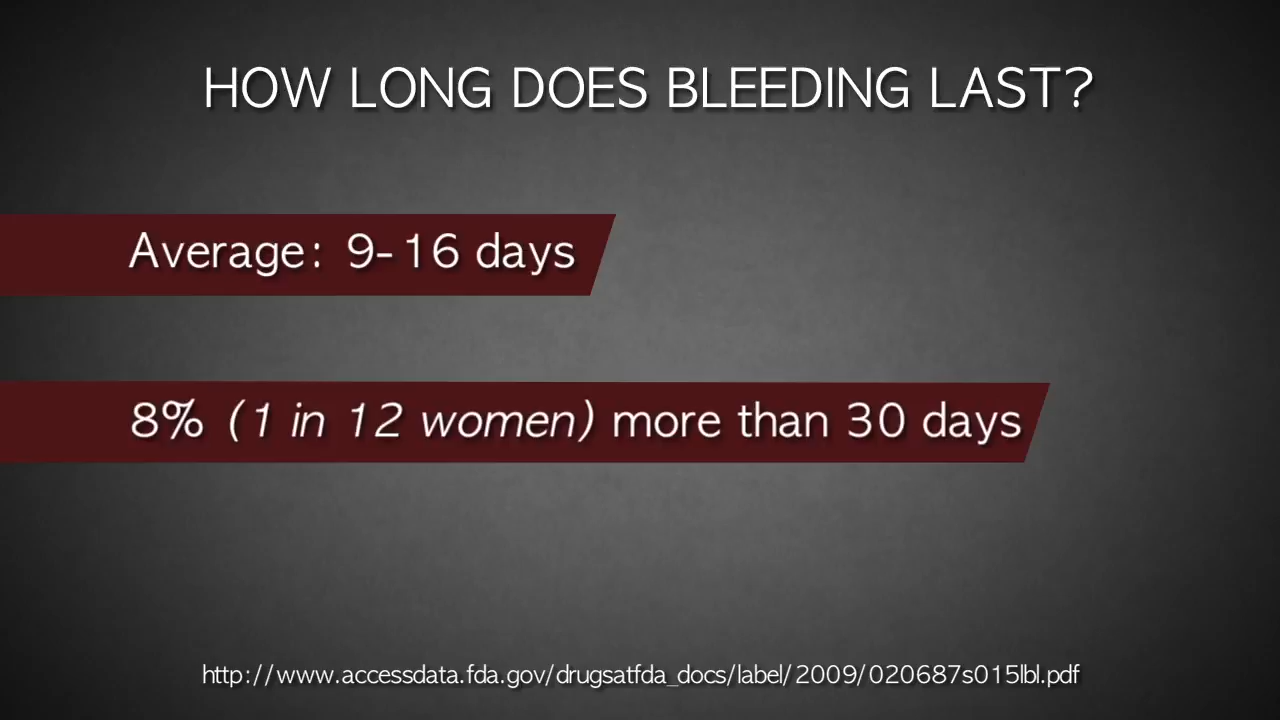 HOW LONG DOES BLEEDING LAST?
Average: 9-16 days
8% (1 in 12 women) more than 30 days
http://www.accessdata.fda.gov/drugsatfda_docs/label/2009/020687s015lbl.pdf